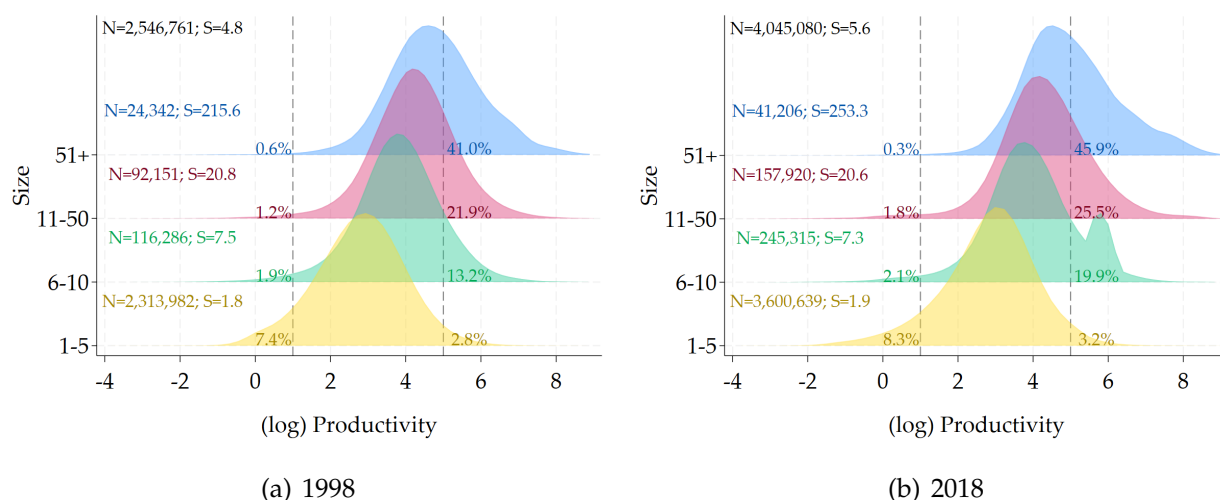 N=2,546,761; S=4.8
N=24,342; S=215.6
0.6% 41.0%
51+
N=92,151; S=20.8
1.2% 21.9%
11-50
N=116,286; S=7.5
1.9% 13.2%
6-10
N=2,313,982; S=1.8
7.4% 2.8%
1-5
Size
-4 -2 0 2 4 6 8
(log) Productivity
(a) 1998
N=4,045,080; S=5.6
N=41,206; S=253.3
0.3% 45.9%
51+
N=157,920; S=20.6
1.8% 25.5%
11-50
N=245,315; S=7.3
2.1% 19.9%
6-10
N=3,600,639; S=1.9
8.3% 3.2%
1-5
Size
-4 -2 0 2 4 6 8
(log) Productivity
(b) 2018